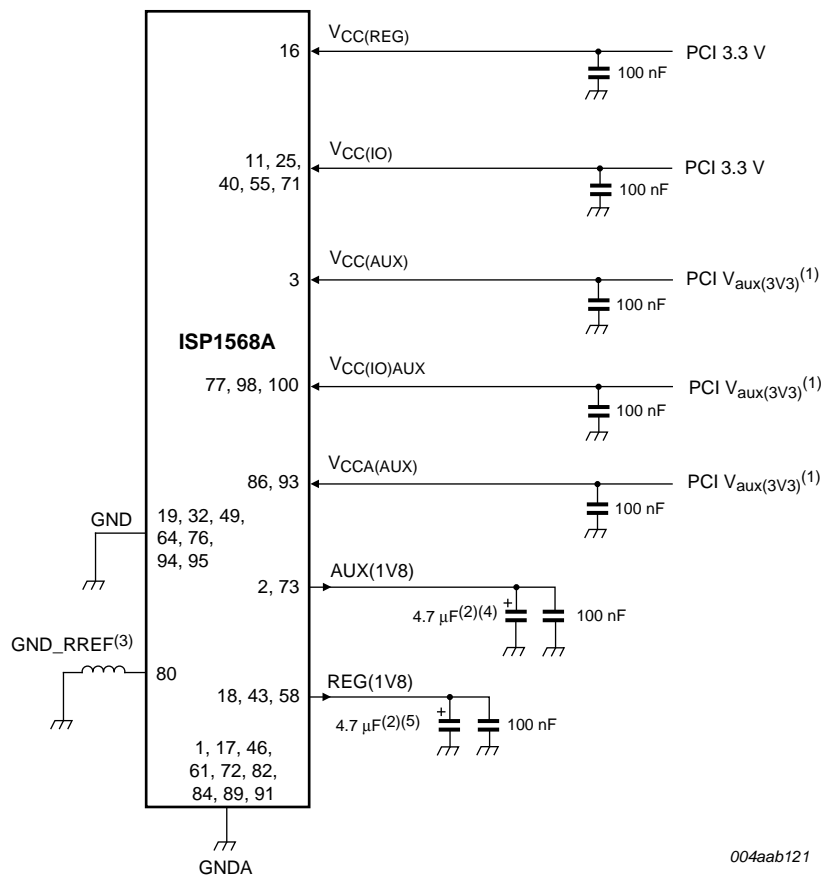 VCC(REG)
16
PCI 3.3 V
100 nF
VCC(IO)
11, 25,
40, 55, 71
PCI 3.3 V
100 nF
VCC(AUX)
3
PCI Vaux(3V3)(1)
100 nF
ISP1568A
VCC(IO)AUX
77, 98, 100
PCI Vaux(3V3)(1)
100 nF
VCCA(AUX)
86, 93
PCI Vaux(3V3)(1)
100 nF
GND
19, 32, 49,
64, 76,
94, 95
AUX(1V8)
2, 73
+
4.7 μF(2)(4)
100 nF
GND_RREF(3)
80
REG(1V8)
18, 43, 58
+
4.7 μF(2)(5)
100 nF
1, 17, 46,
61, 72, 82,
84, 89, 91
GNDA
004aab121